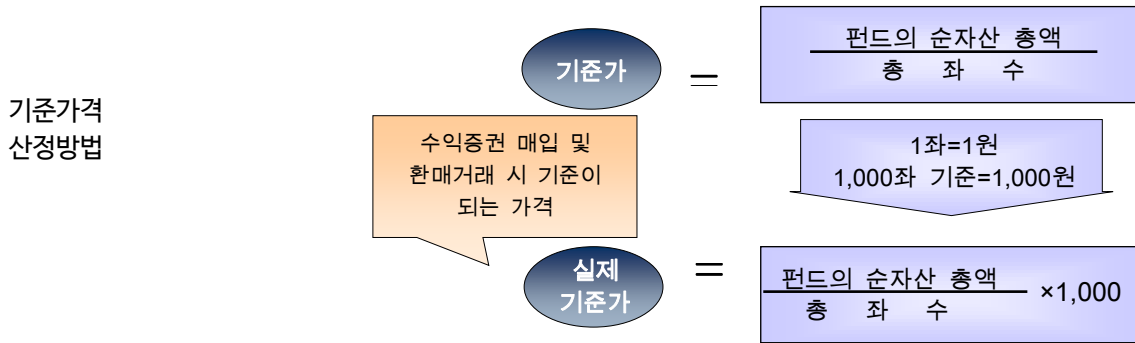 기준가격
산정방법
기준가
=
펀드의 순자산 총액
총 좌 수
수익증권 매입 및
환매거래 시 기준이
되는 가격
1좌=1원
1,000좌 기준=1,000원
실제
기준가
=
펀드의 순자산 총액
총 좌 수
×1,000